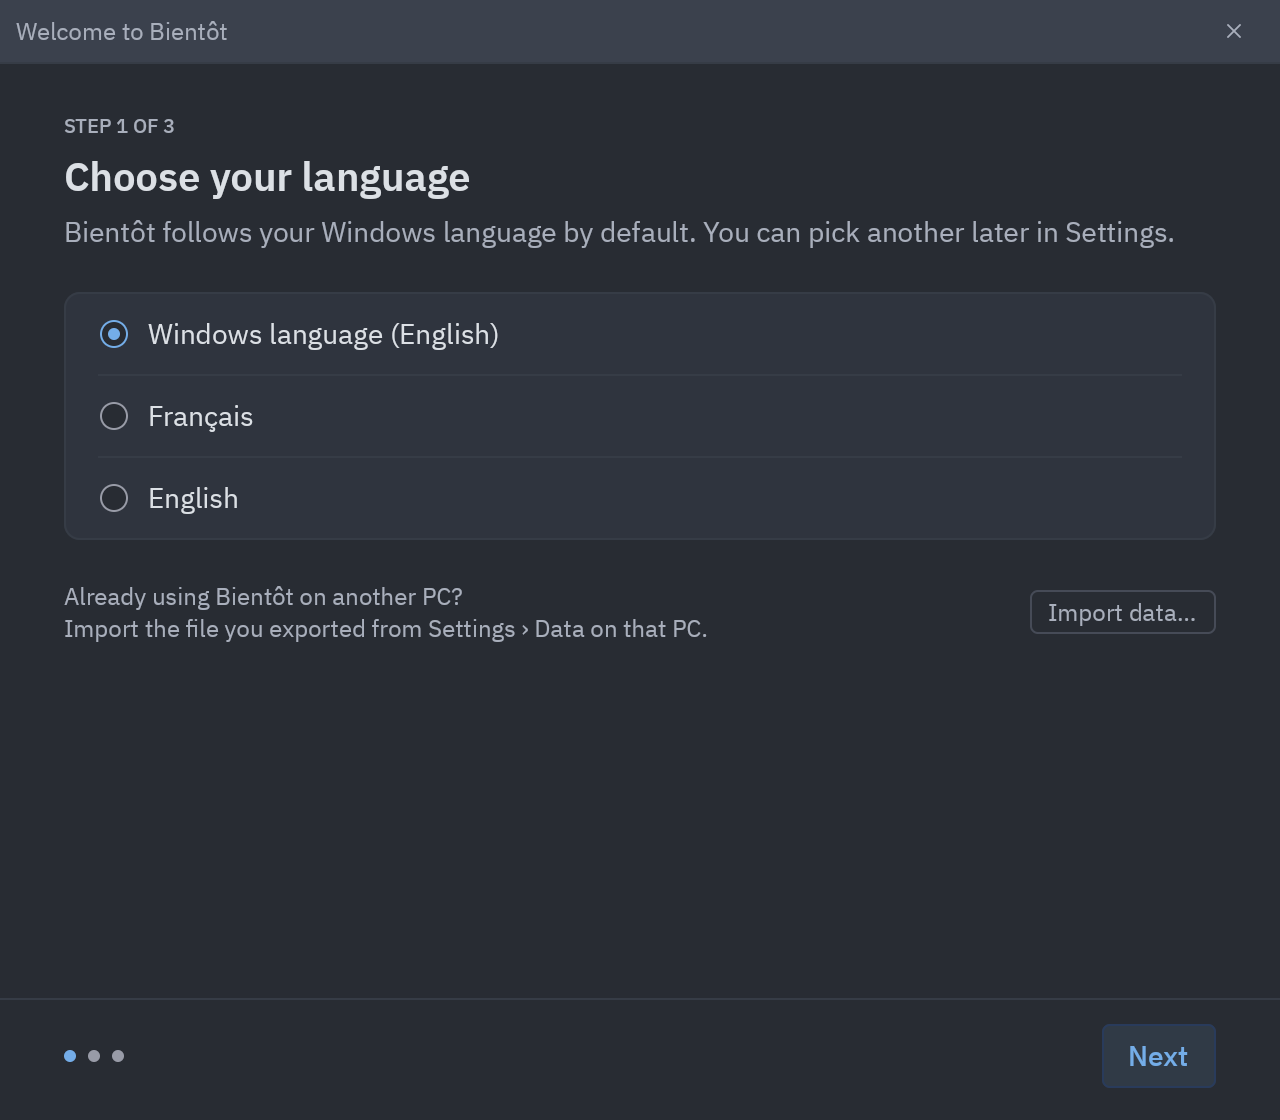 Welcome to Bientôt
STEP 1 OF 3
Choose your language
Bientôt follows your Windows language by default. You can pick another later in Settings.
Windows language (English)
Français
English
Already using Bientôt on another PC?
Import the file you exported from Settings › Data on that PC.
Import data…
Next